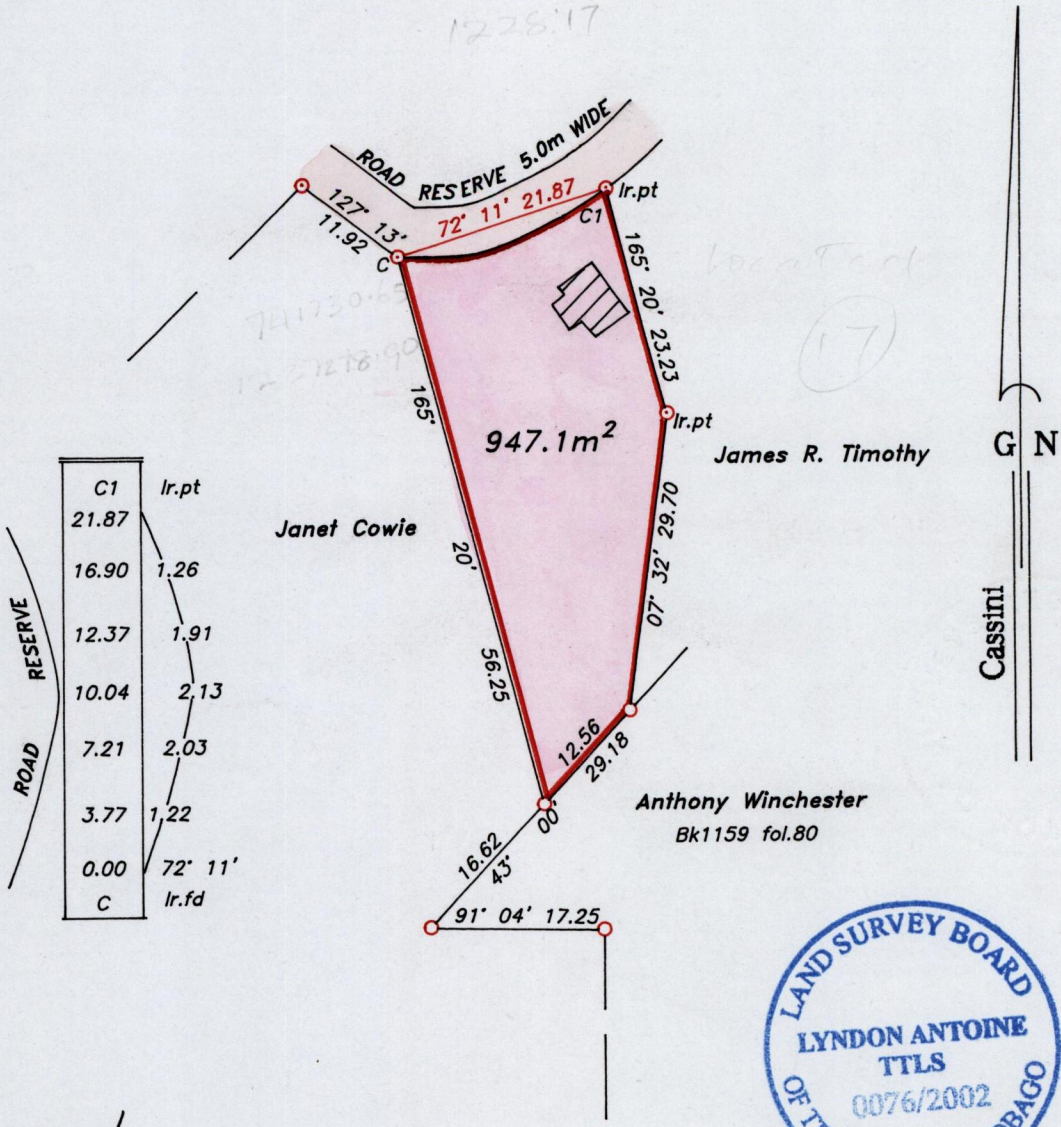 1228.17
ROAD RESERVE 5.0m WIDE
127° 13'
11.92
72° 11' 21.87
Ir.pt
C
C1
165° 20' 23.23
Ir.pt
947.1m²
165° 20' 56.25
07° 32' 29.70
(17)
G N
Cassini
James R. Timothy
Janet Cowie
12.56
29.18
Anthony Winchester
Bk1159 fol.80
00'
16.62
43°
91° 04' 17.25
ROAD RESERVE
C1 Ir.pt
21.87
16.90 1.26
12.37 1.91
10.04 2.13
7.21 2.03
3.77 1.22
0.00 72° 11'
C Ir.fd
LAND SURVEY BOARD
LYNDON ANTOINE
TTLS
0076/2002